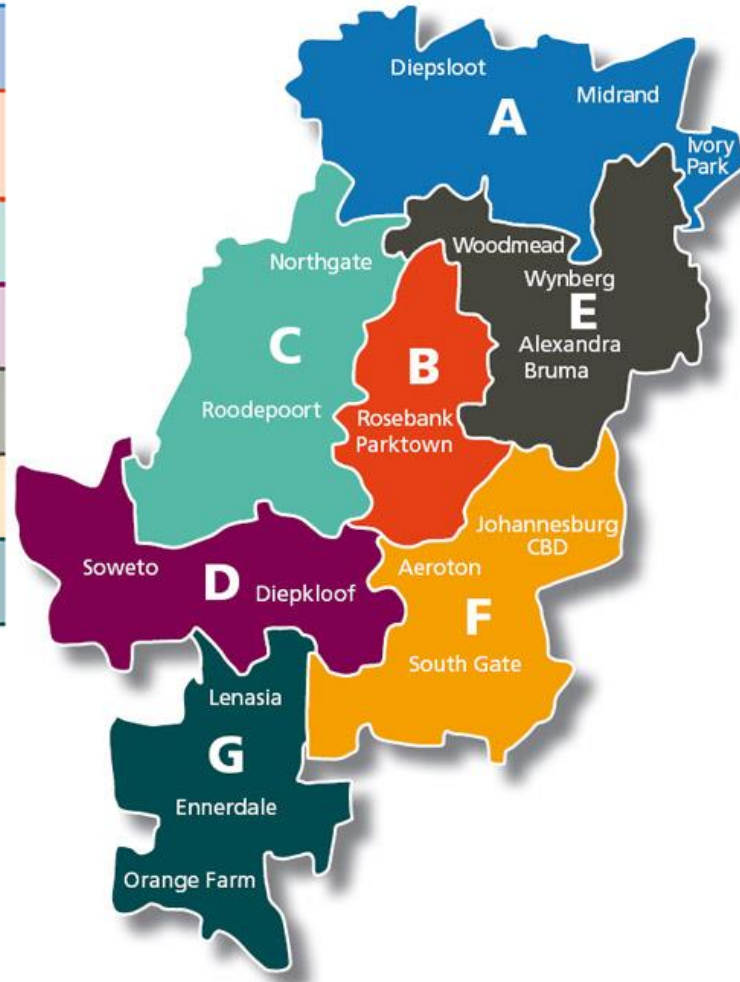 Diepsloot
Midrand
A
Ivory
Park
Woodmead
Northgate
Wynberg
E
C
Alexandra
B
Bruma
Roodepoort
Rosebank
Parktown
Johannesburg
CBD
Soweto
D
Diepkloof
Aeroton
F
South Gate
Lenasia
G
Ennerdale
Orange Farm